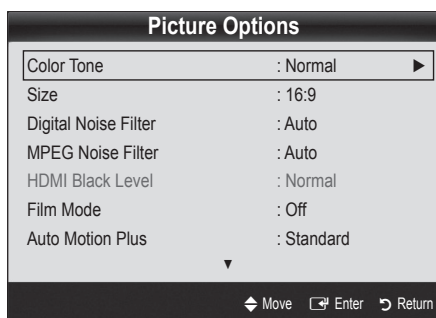 Picture Options
Color Tone : Normal ▶
Size : 16:9
Digital Noise Filter : Auto
MPEG Noise Filter : Auto
HDMI Black Level : Normal
Film Mode : Off
Auto Motion Plus : Standard
▼
Move Enter Return